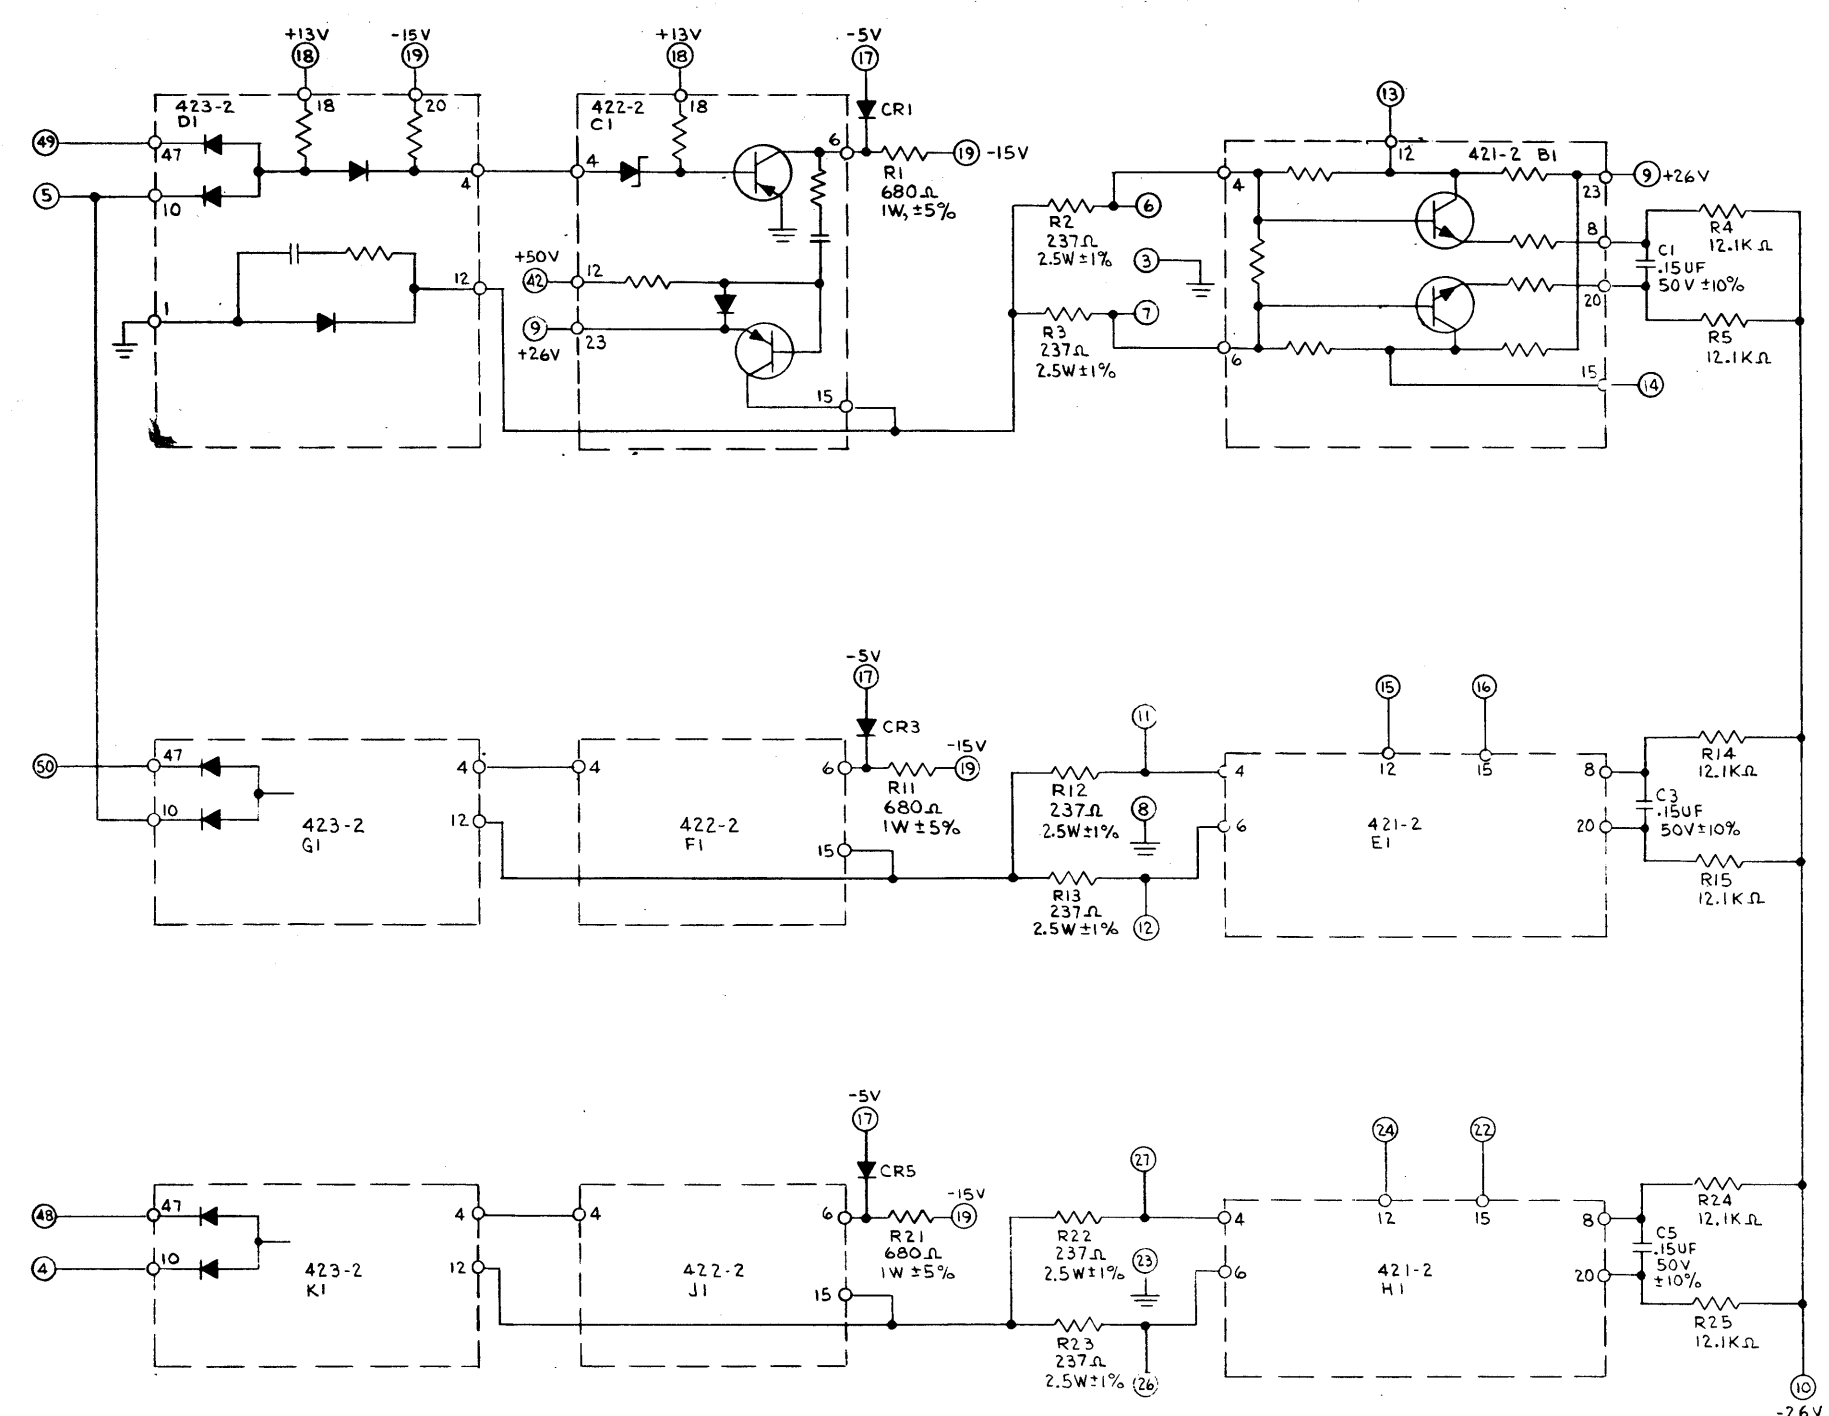 +13V
18
-15V
19
+13V
18
-5V
17
CR1
13
423-2
D1
18
20
422-2
C1
18
6
19 -15V
R1
680Ω
1W, ±5%
12
421-2 B1
49
47
4
4
5
10
4
23
9 +26V
R2
237Ω
2.5W ±1%
6
8
R4
12.1KΩ
C1
.15UF
50V ±10%
+50V
42
12
3
12
20
1
9
+26V
23
R3
237Ω
2.5W ±1%
7
6
R5
12.1KΩ
15
15
14
-5V
17
CR3
-15V
19
R11
680Ω
1W ±5%
11
15
16
50
47
4
4
6
R12
237Ω
2.5W ±1%
4
12
15
8
R14
12.1KΩ
C3
.15UF
50V ±10%
10
423-2
G1
12
422-2
F1
15
8
6
421-2
E1
20
R13
237Ω
2.5W ±1%
12
R15
12.1KΩ
-5V
17
CR5
-15V
19
R21
680Ω
1W ±5%
27
24
22
48
47
4
4
6
R22
237Ω
2.5W ±1%
4
12
15
8
R24
12.1KΩ
C5
.15UF
50V
±10%
4
10
423-2
K1
12
422-2
J1
15
23
6
421-2
H1
20
R23
237Ω
2.5W ±1%
26
R25
12.1KΩ
10
-26V